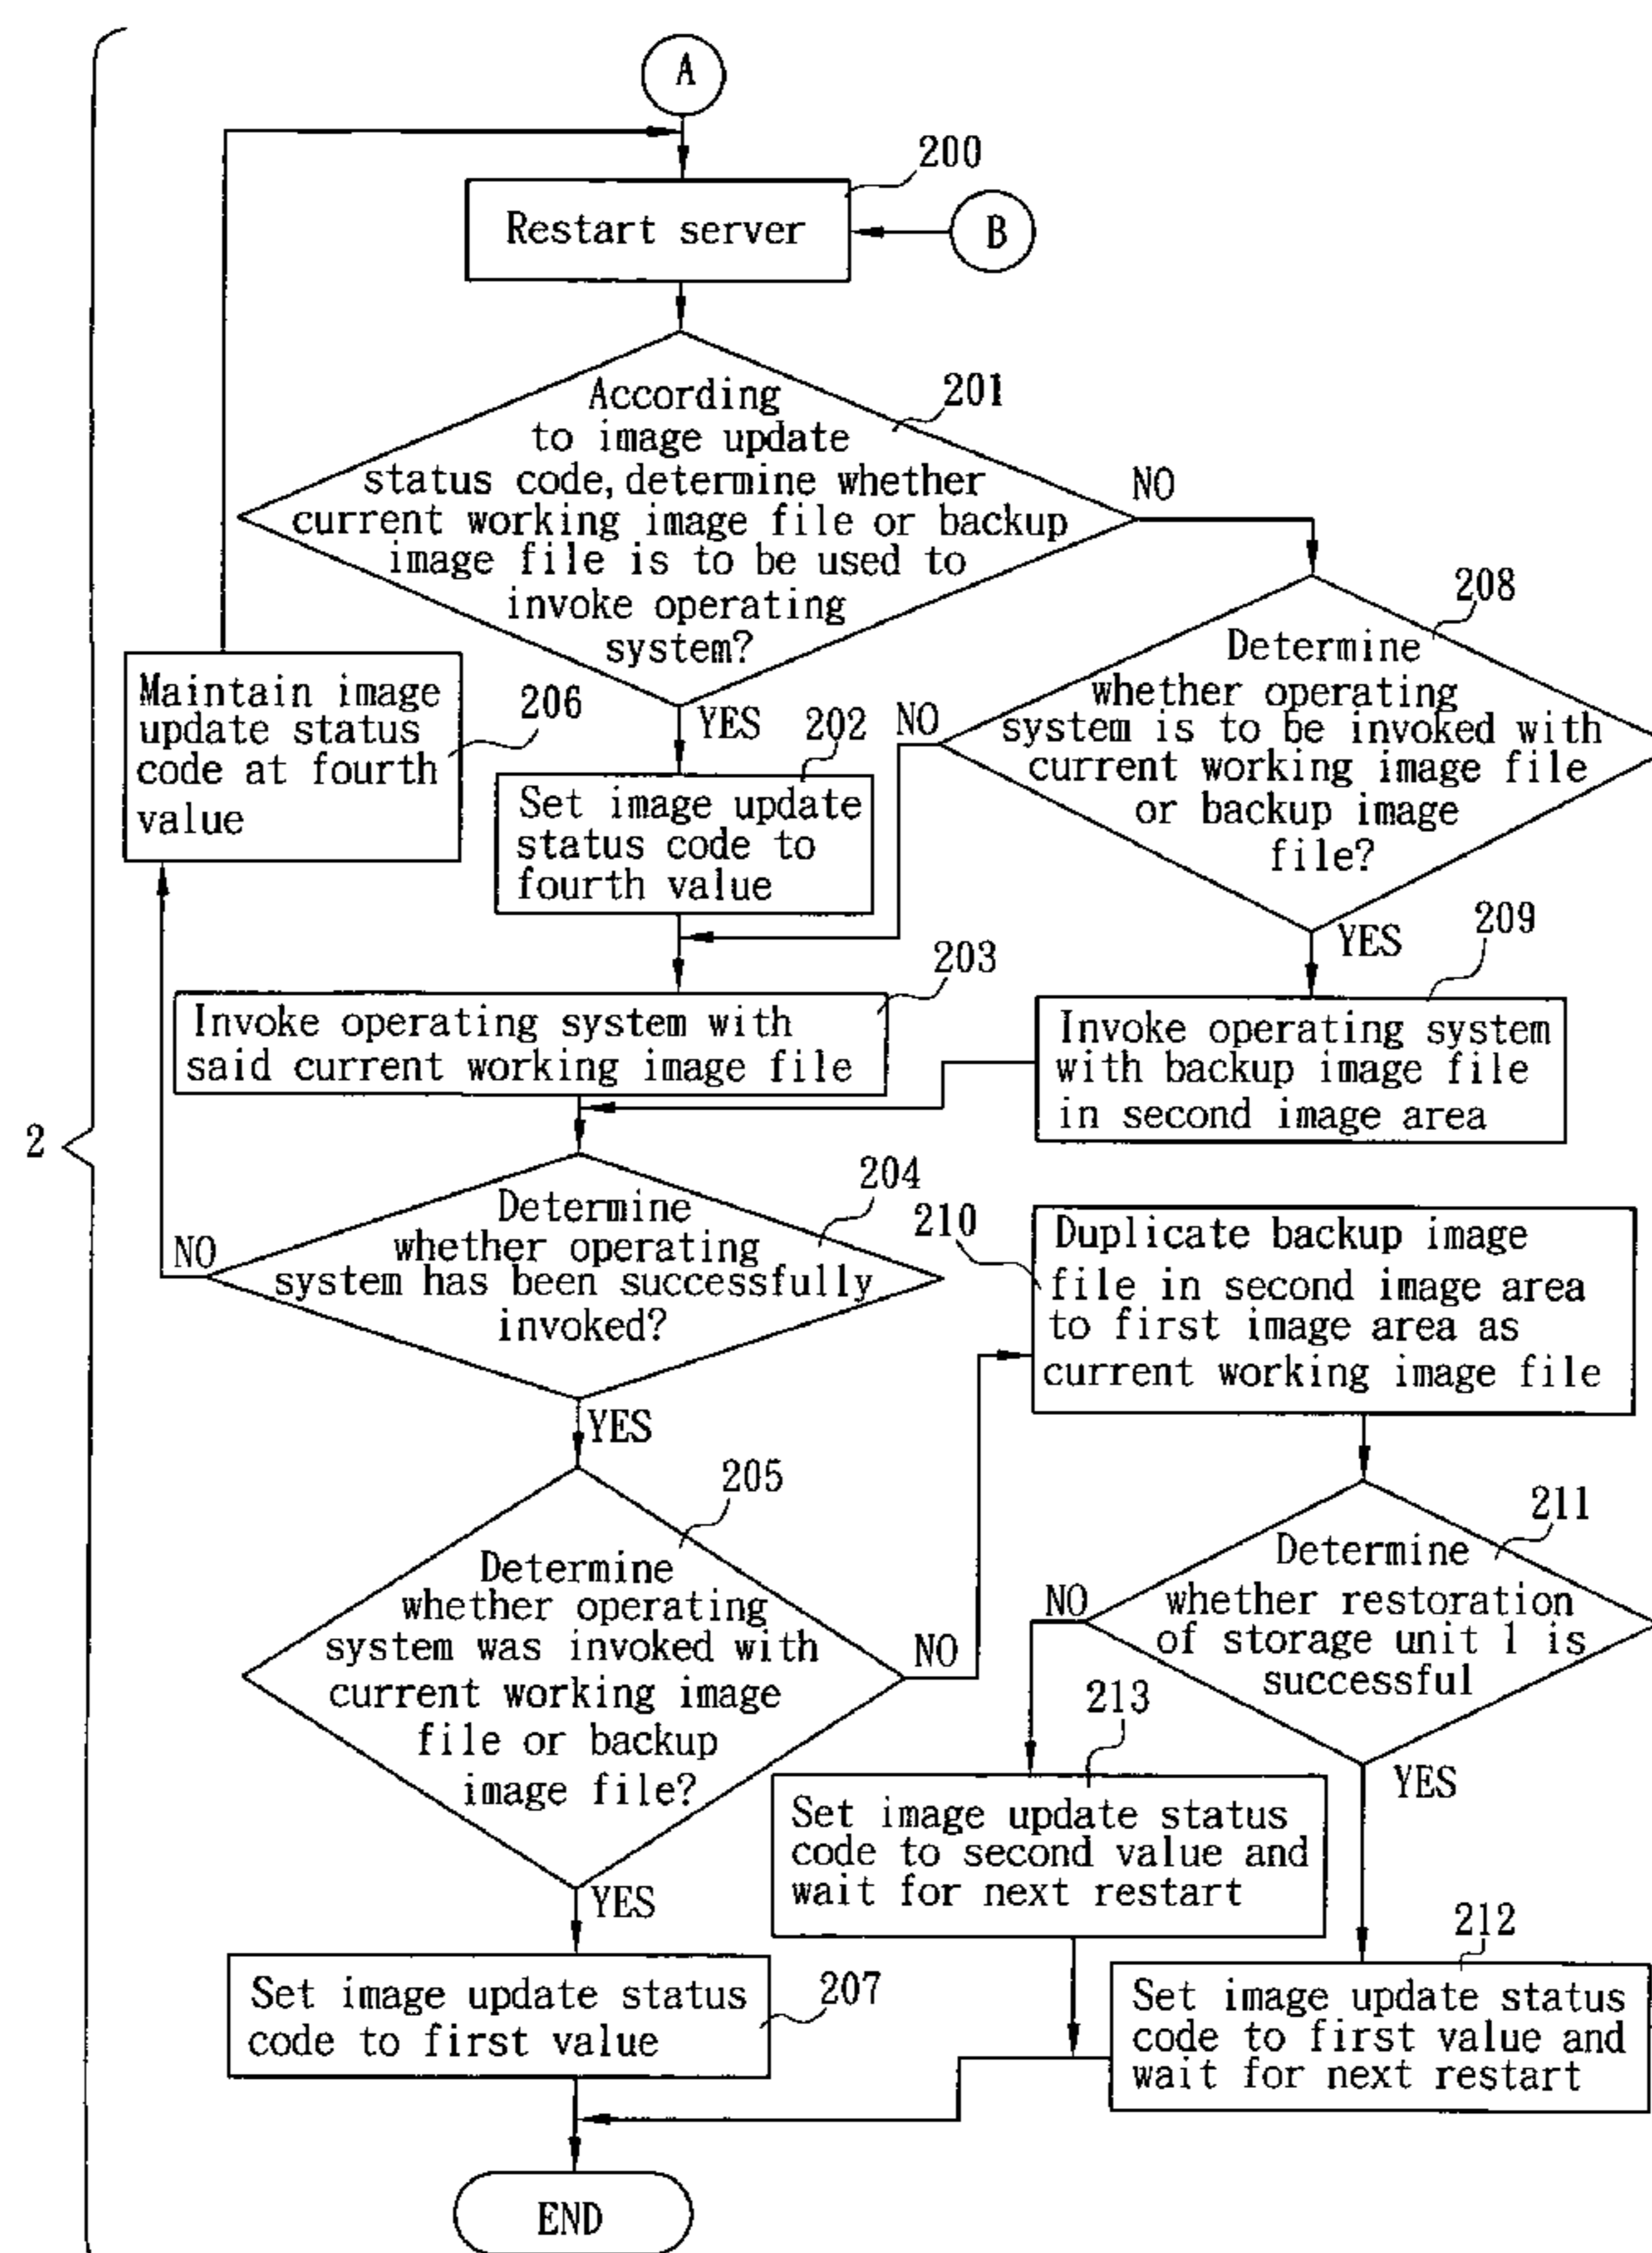 A
200
Restart server
B
According
to image update
status code, determine whether
current working image file or backup
image file is to be used to
invoke operating
system?
201
NO
YES
208
Determine
whether operating
system is to be invoked with
current working image file
or backup image
file?
NO
YES
Maintain image
update status
code at fourth
value
206
202
Set image update
status code to
fourth value
203
Invoke operating system with
said current working image file
209
Invoke operating system
with backup image file
in second image area
2
204
Determine
whether operating
system has been successfully
invoked?
NO
YES
210
Duplicate backup image
file in second image area
to first image area as
current working image file
205
Determine
whether operating
system was invoked with
current working image
file or backup
image file?
NO
YES
211
Determine
whether restoration
of storage unit 1 is
successful
NO
YES
213
Set image update status
code to second value and
wait for next restart
212
Set image update status
code to first value and
wait for next restart
207
Set image update status
code to first value
END